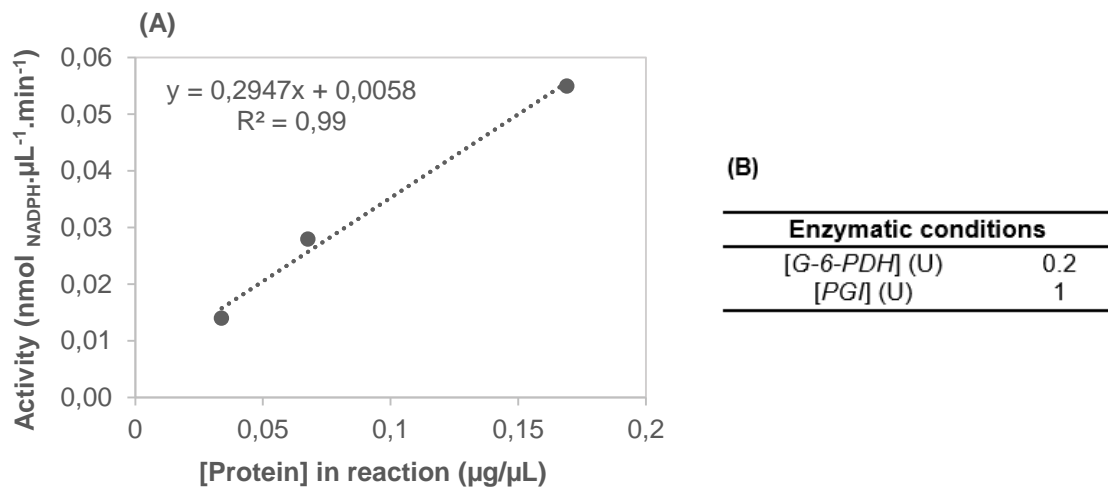 (A)
Activity (nmol NADPH.µL-1.min-1)
0,06
0,05
0,04
0,03
0,02
0,01
0,00
y = 0,2947x + 0,0058
R² = 0,99
0
0,05
0,1
0,15
0,2
[Protein] in reaction (µg/µL)
(B)
Enzymatic conditions
[G-6-PDH] (U) 0.2
[PGI] (U) 1